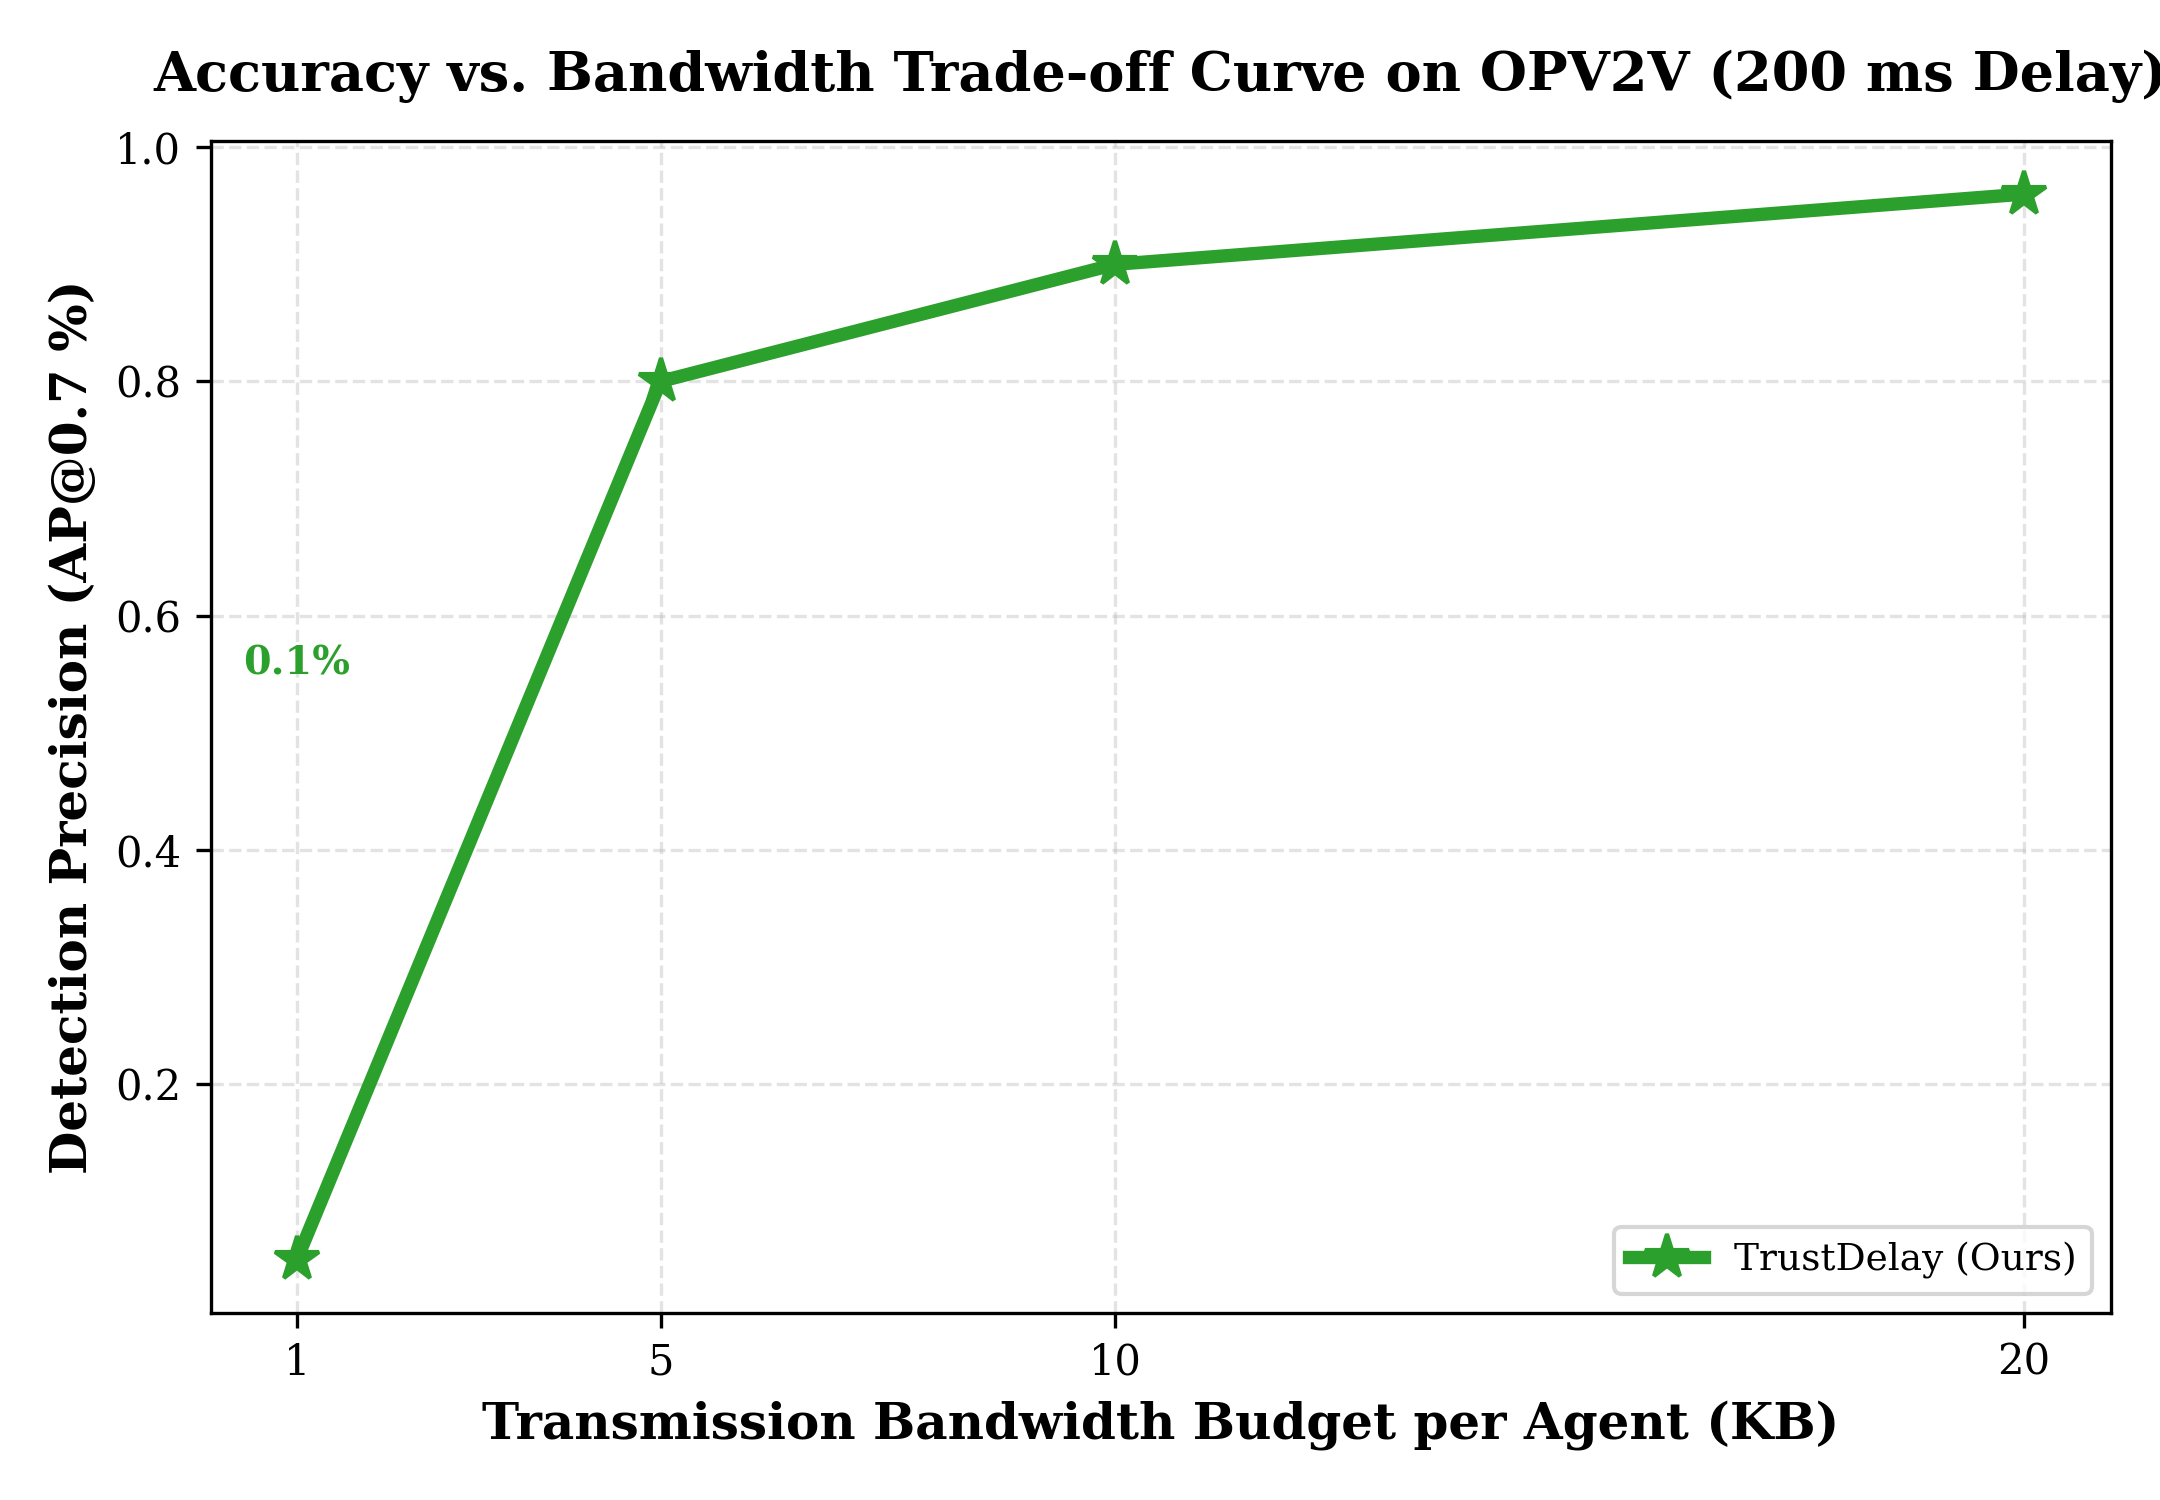 Accuracy vs. Bandwidth Trade-off Curve on OPV2V (200 ms Delay)
Detection Precision (AP@0.7 %)
1.0
0.8
0.6
0.4
0.2
0.1%
TrustDelay (Ours)
1 5 10 20
Transmission Bandwidth Budget per Agent (KB)